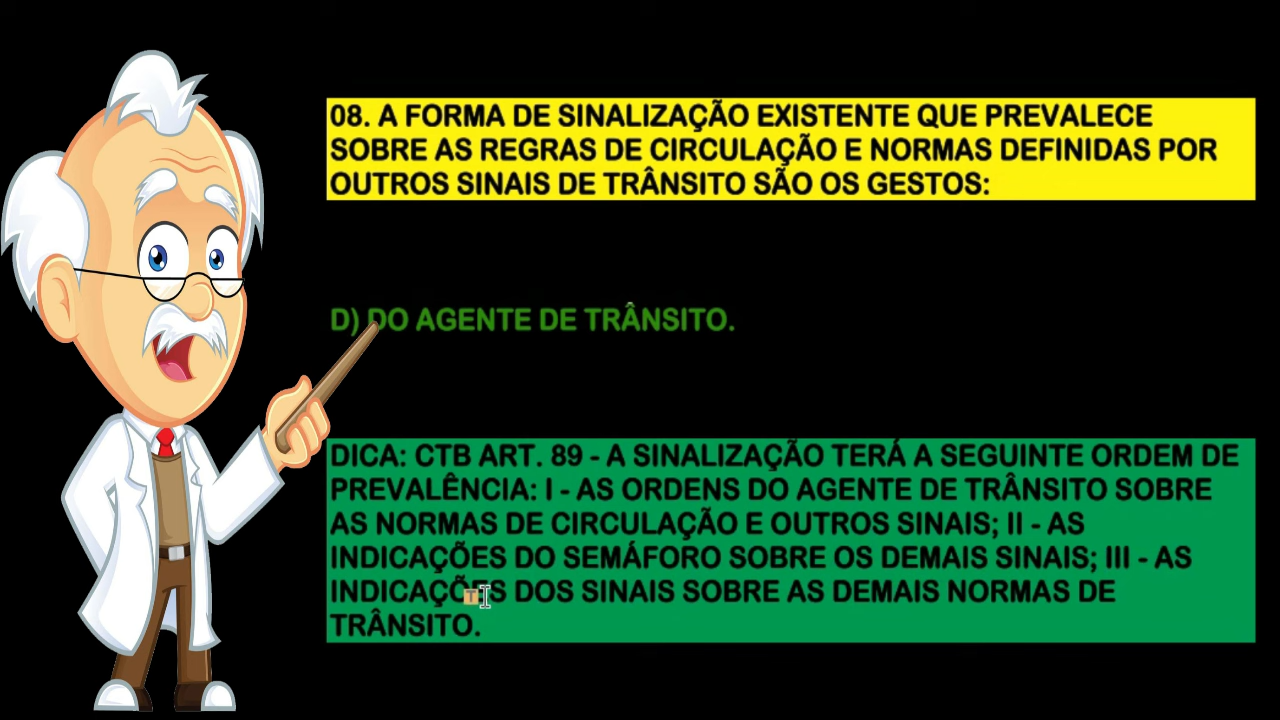 08. A FORMA DE SINALIZAÇÃO EXISTENTE QUE PREVALECE
SOBRE AS REGRAS DE CIRCULAÇÃO E NORMAS DEFINIDAS POR
OUTROS SINAIS DE TRÂNSITO SÃO OS GESTOS:
D) DO AGENTE DE TRÂNSITO.
DICA: CTB ART. 89 - A SINALIZAÇÃO TERÁ A SEGUINTE ORDEM DE
PREVALÊNCIA: I - AS ORDENS DO AGENTE DE TRÂNSITO SOBRE
AS NORMAS DE CIRCULAÇÃO E OUTROS SINAIS; II - AS
INDICAÇÕES DO SEMÁFORO SOBRE OS DEMAIS SINAIS; III - AS
INDICAÇÕES DOS SINAIS SOBRE AS DEMAIS NORMAS DE
TRÂNSITO.